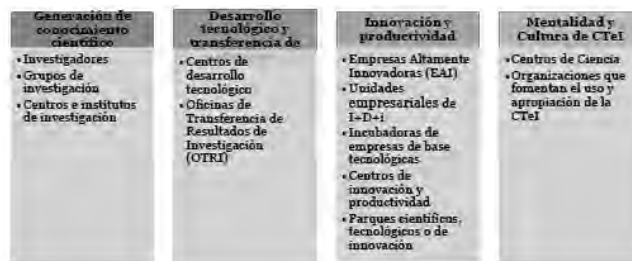 Generación de
conocimiento
científico
• Investigadores
• Grupos de
investigación
• Centros e institutos
de investigación
Desarrollo
tecnológico y
transferencia de
• Centros de
desarrollo
tecnológico
• Oficinas de
Transferencia de
Resultados de
Investigación
(OTRI)
Innovación y
productividad
• Empresas Altamente
Innovadoras (EAI)
• Unidades
empresariales de
I+D+i
• Incubadoras de
empresas de base
tecnológicas
• Centros de
innovación y
productividad
• Parques científicos,
tecnológicos o de
innovación
Mentalidad y
Cultura de CTeI
• Centros de Ciencia
• Organizaciones que
fomentan el uso y
apropiación de la
CTeI